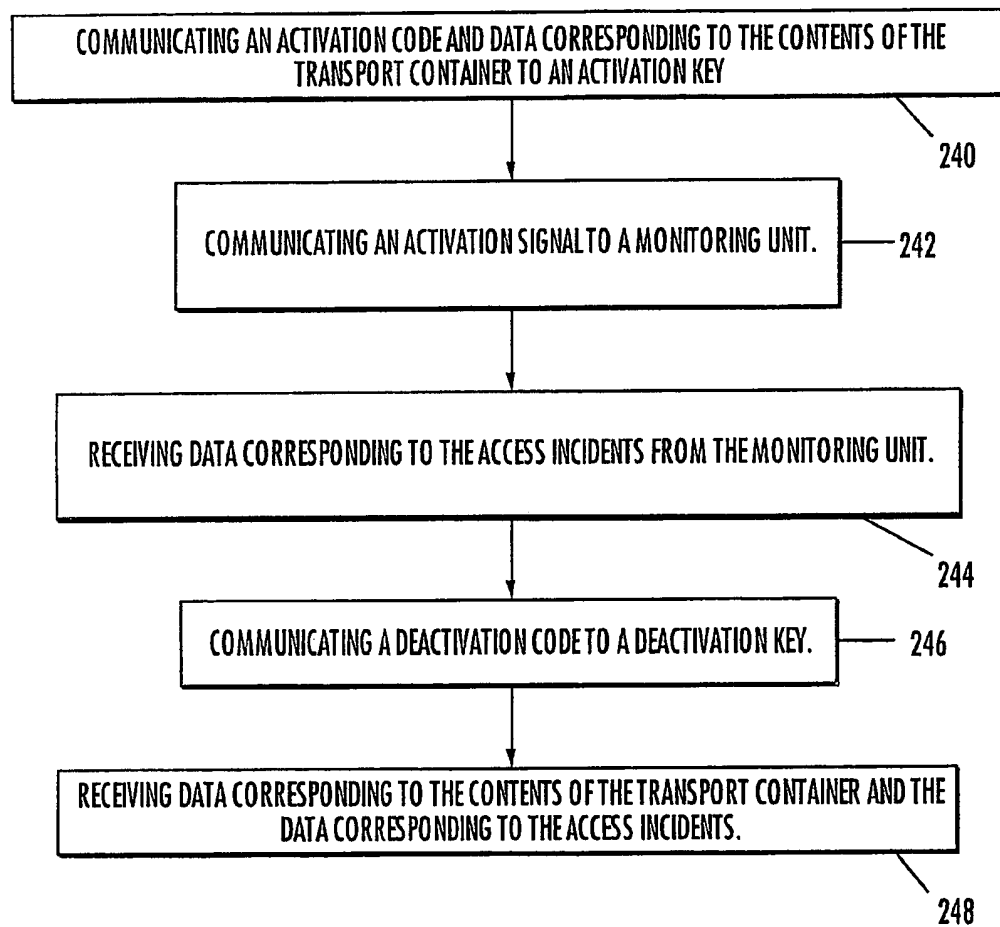 COMMUNICATING AN ACTIVATION CODE AND DATA CORRESPONDING TO THE CONTENTS OF THE
TRANSPORT CONTAINER TO AN ACTIVATION KEY
240
COMMUNICATING AN ACTIVATION SIGNAL TO A MONITORING UNIT.
242
RECEIVING DATA CORRESPONDING TO THE ACCESS INCIDENTS FROM THE MONITORING UNIT.
244
COMMUNICATING A DEACTIVATION CODE TO A DEACTIVATION KEY.
246
RECEIVING DATA CORRESPONDING TO THE CONTENTS OF THE TRANSPORT CONTAINER AND THE
DATA CORRESPONDING TO THE ACCESS INCIDENTS.
248